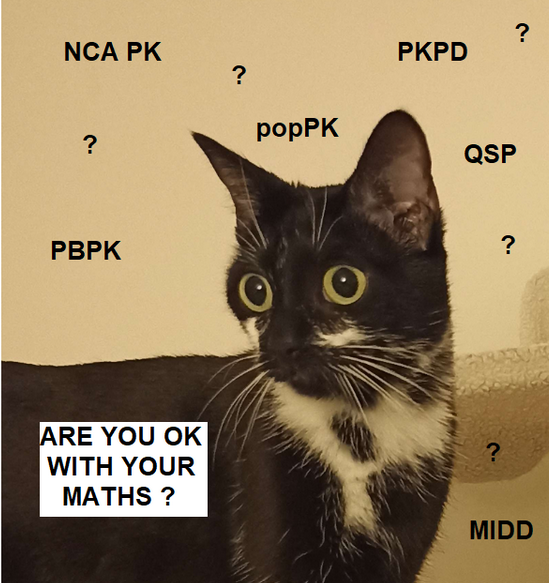 ?
NCA PK
PKPD
?
popPK
?
QSP
PBPK
?
ARE YOU OK
WITH YOUR
MATHS ?
?
MIDD